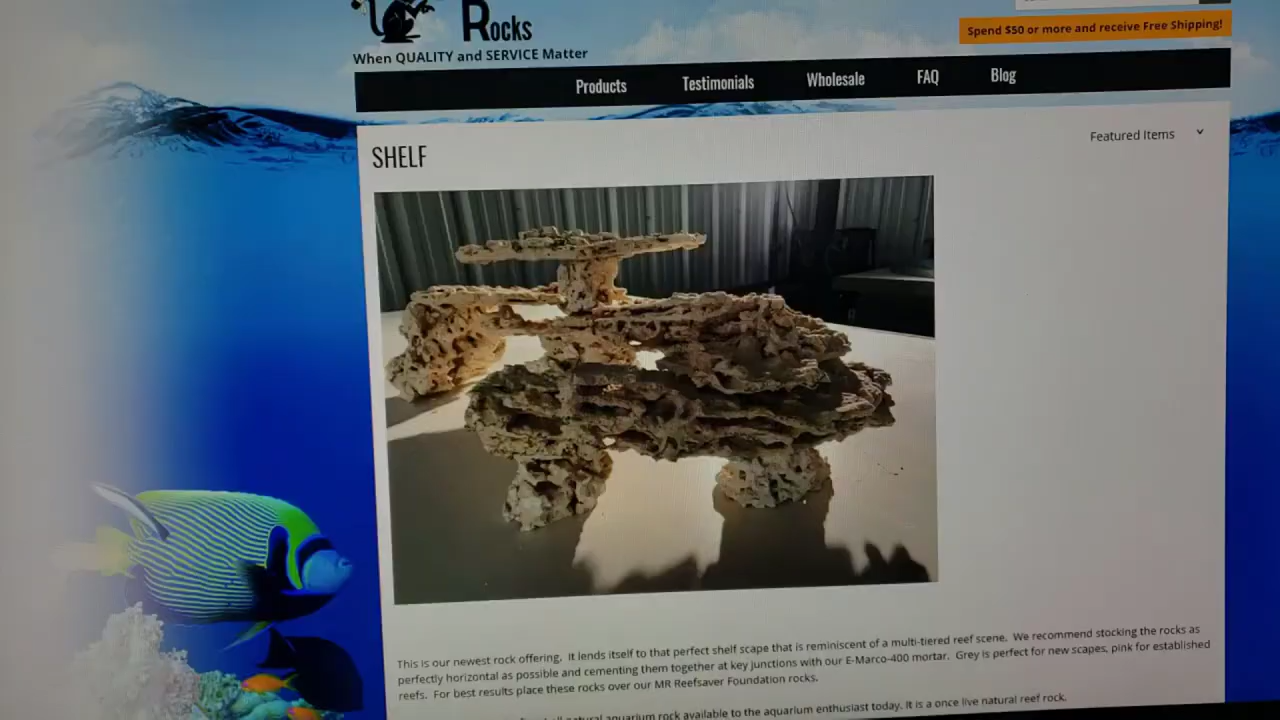 Rocks
When QUALITY and SERVICE Matter
Spend $50 or more and receive Free Shipping!
Products Testimonials Wholesale FAQ Blog
Featured Items
SHELF
This is our newest rock offering. It lends itself to that perfect shelf scape that is reminiscent of a multi-tiered reef scene. We recommend stocking the rocks as
perfectly horizontal as possible and cementing them together at key junctions with our E-Marco-400 mortar. Grey is perfect for new scapes, pink for established
reefs. For best results place these rocks over our MR Reefsaver Foundation rocks.
natural aquarium rock available to the aquarium enthusiast today. It is a once live natural reef rock.